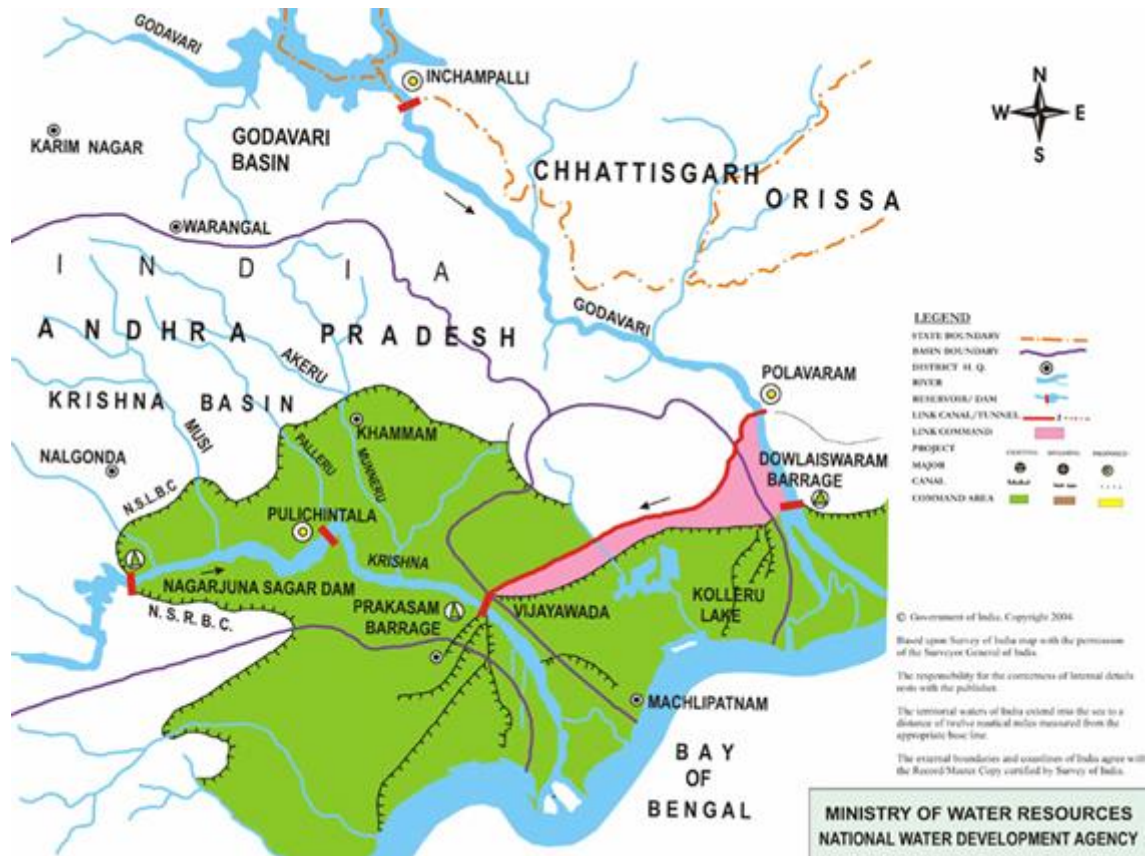 GODAVARI
INCHAMPALLI
N
W E
S
KARIM NAGAR
GODAVARI
BASIN
CHHATTISGARH
ORISSA
WARANGAL
INDIA
GODAVARI
ANDHRA PRADESH
AKERU
POLAVARAM
KRISHNA BASIN
MUSI
KHAMMAM
PALLERU
MUNNERU
NALGONDA
DOWLAISWARAM
BARRAGE
N.S.L.B.C
PULICHINTALA
KRISHNA
NAGARJUNA SAGAR DAM
N. S. R. B. C.
PRAKASAM
BARRAGE
VIJAYAWADA
KOLLERU
LAKE
MACHLIPATNAM
BAY
OF
BENGAL
LEGEND
STATE BOUNDARY
BASIN BOUNDARY
DISTRICT H. Q.
RIVER
RESERVOIR/ DAM
LINK CANAL/TUNNEL
LINK COMMAND
PROJECT
MAJOR
CANAL
COMMAND AREA
© Government of India, Copyright 2004
Based upon Survey of India map with the permission
of the Surveyor General of India.
The responsibility for the correctness of internal details
rests with the publisher.
The territorial waters of India extend into the sea to a
distance of twelve nautical miles measured from the
appropriate base line.
The external boundaries and coastlines of India agree with
the Record/Master Copy certified by Survey of India.
MINISTRY OF WATER RESOURCES
NATIONAL WATER DEVELOPMENT AGENCY